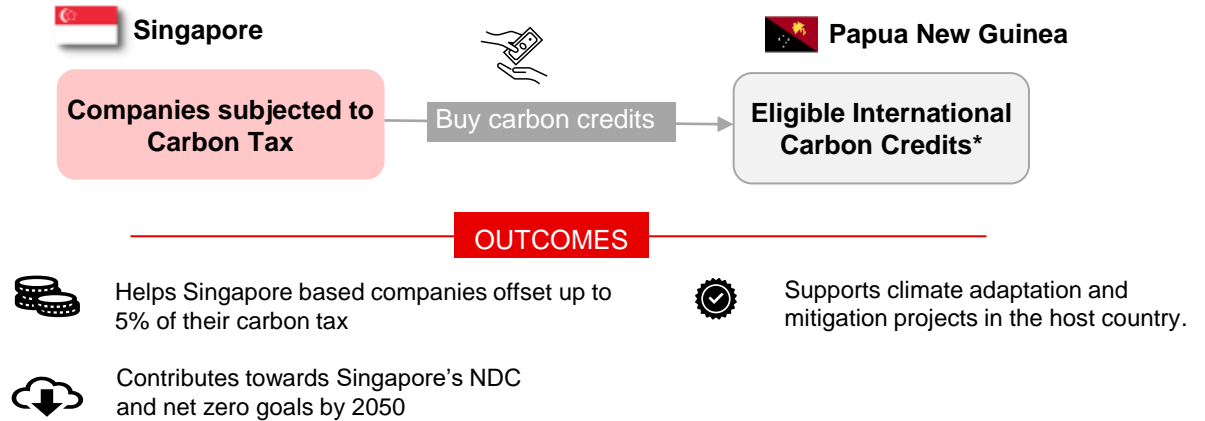 Singapore
Papua New Guinea
Companies subjected to
Carbon Tax
Buy carbon credits
Eligible International
Carbon Credits*
OUTCOMES
Helps Singapore based companies offset up to
5% of their carbon tax
Supports climate adaptation and
mitigation projects in the host country.
Contributes towards Singapore's NDC
and net zero goals by 2050